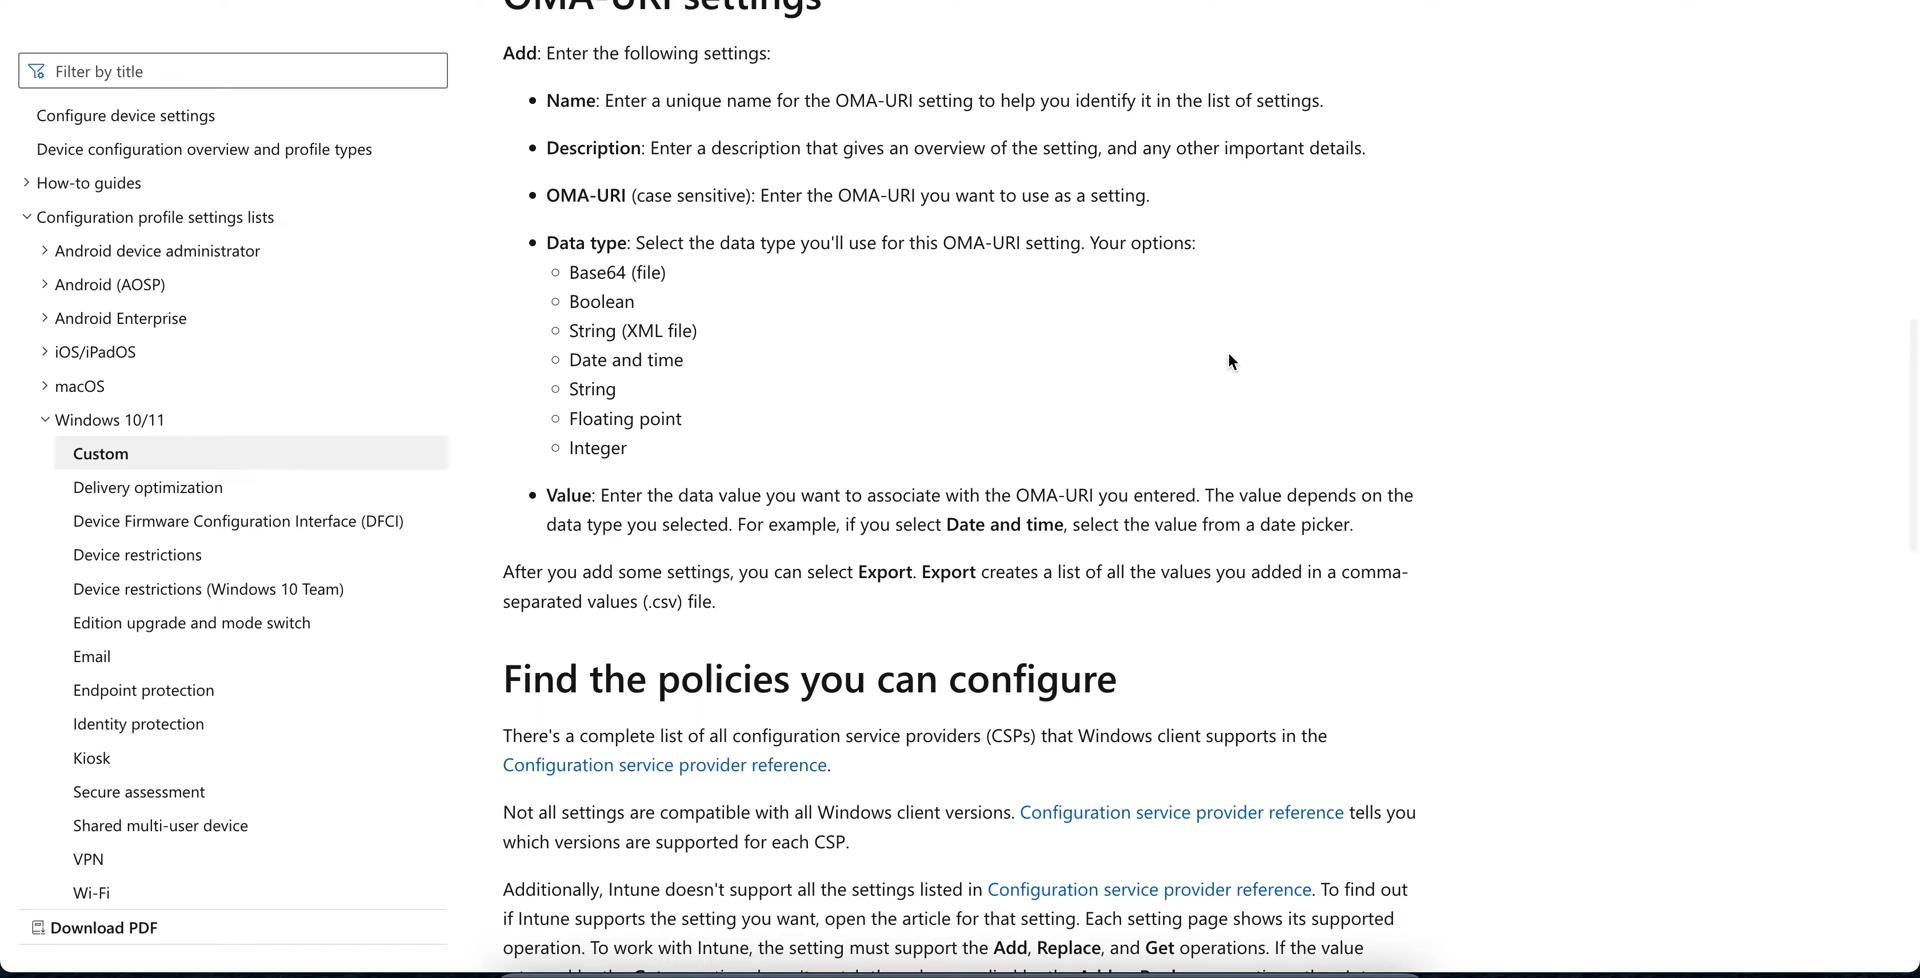 OMA-URI settings
Filter by title
Configure device settings
Device configuration overview and profile types
How-to guides
Configuration profile settings lists
Android device administrator
Android (AOSP)
Android Enterprise
iOS/iPadOS
macOS
Windows 10/11
Custom
Delivery optimization
Device Firmware Configuration Interface (DFCI)
Device restrictions
Device restrictions (Windows 10 Team)
Edition upgrade and mode switch
Email
Endpoint protection
Identity protection
Kiosk
Secure assessment
Shared multi-user device
VPN
Wi-Fi
Download PDF
Add: Enter the following settings:
Name: Enter a unique name for the OMA-URI setting to help you identify it in the list of settings.
Description: Enter a description that gives an overview of the setting, and any other important details.
OMA-URI (case sensitive): Enter the OMA-URI you want to use as a setting.
Data type: Select the data type you'll use for this OMA-URI setting. Your options:
Base64 (file)
Boolean
String (XML file)
Date and time
String
Floating point
Integer
Value: Enter the data value you want to associate with the OMA-URI you entered. The value depends on the
data type you selected. For example, if you select Date and time, select the value from a date picker.
After you add some settings, you can select Export. Export creates a list of all the values you added in a comma-
separated values (.csv) file.
Find the policies you can configure
There's a complete list of all configuration service providers (CSPs) that Windows client supports in the
Configuration service provider reference.
Not all settings are compatible with all Windows client versions. Configuration service provider reference tells you
which versions are supported for each CSP.
Additionally, Intune doesn't support all the settings listed in Configuration service provider reference. To find out
if Intune supports the setting you want, open the article for that setting. Each setting page shows its supported
operation. To work with Intune, the setting must support the Add, Replace, and Get operations. If the value